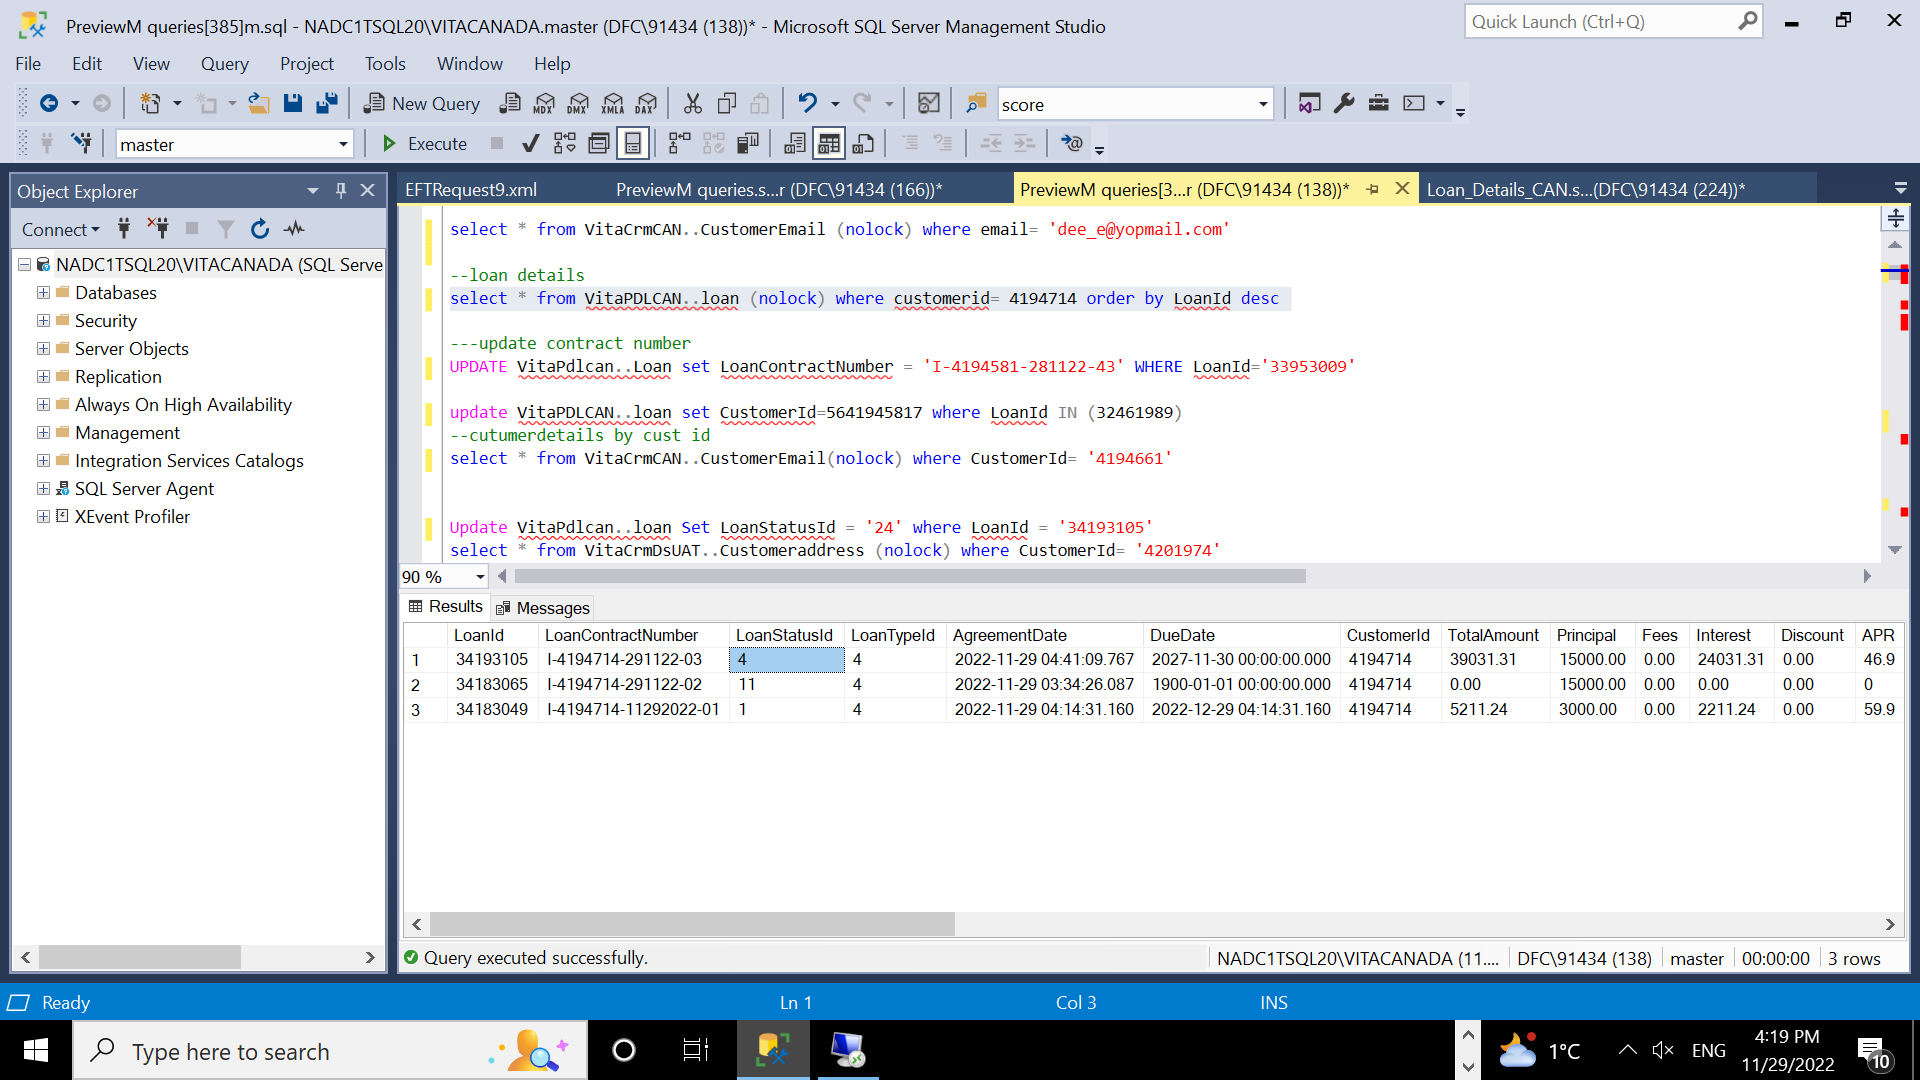 PreviewM queries[385]m.sql - NADC1TSQL20\VITACANADA.master (DFC\91434 (138))* - Microsoft SQL Server Management Studio
Quick Launch (Ctrl+Q)
File Edit View Query Project Tools Window Help
New Query MDX DMX XMLA DAX score
master Execute
Object Explorer
EFTRequest9.xml PreviewM queries.s...r (DFC\91434 (166))* PreviewM queries[3...r (DFC\91434 (138))* Loan_Details_CAN.s...(DFC\91434 (224))*
Connect
NADC1TSQL20\VITACANADA (SQL Serve
Databases
Security
Server Objects
Replication
Always On High Availability
Management
Integration Services Catalogs
SQL Server Agent
XEvent Profiler
select * from VitaCrmCAN..CustomerEmail (nolock) where email= 'dee_e@yopmail.com'
--loan details
select * from VitaPDLCAN..loan (nolock) where customerid= 4194714 order by LoanId desc
---update contract number
UPDATE VitaPdlcan..Loan set LoanContractNumber = 'I-4194581-281122-43' WHERE LoanId='33953009'
update VitaPDLCAN..loan set CustomerId=5641945817 where LoanId IN (32461989)
--cutumerdetails by cust id
select * from VitaCrmCAN..CustomerEmail(nolock) where CustomerId= '4194661'
Update VitaPdlcan..loan Set LoanStatusId = '24' where LoanId = '34193105'
select * from VitaCrmDsUAT..Customeraddress (nolock) where CustomerId= '4201974'
90 %
Results Messages
LoanId LoanContractNumber LoanStatusId LoanTypeId AgreementDate DueDate CustomerId TotalAmount Principal Fees Interest Discount APR
1 34193105 I-4194714-291122-03 4 4 2022-11-29 04:41:09.767 2027-11-30 00:00:00.000 4194714 39031.31 15000.00 0.00 24031.31 0.00 46.9
2 34183065 I-4194714-291122-02 11 4 2022-11-29 03:34:26.087 1900-01-01 00:00:00.000 4194714 0.00 15000.00 0.00 0.00 0.00 0
3 34183049 I-4194714-11292022-01 1 4 2022-11-29 04:14:31.160 2022-12-29 04:14:31.160 4194714 5211.24 3000.00 0.00 2211.24 0.00 59.9
Query executed successfully. NADC1TSQL20\VITACANADA (11.... DFC\91434 (138) master 00:00:00 3 rows
Ready Ln 1 Col 3 INS
Type here to search
1°C ENG 4:19 PM
11/29/2022
10